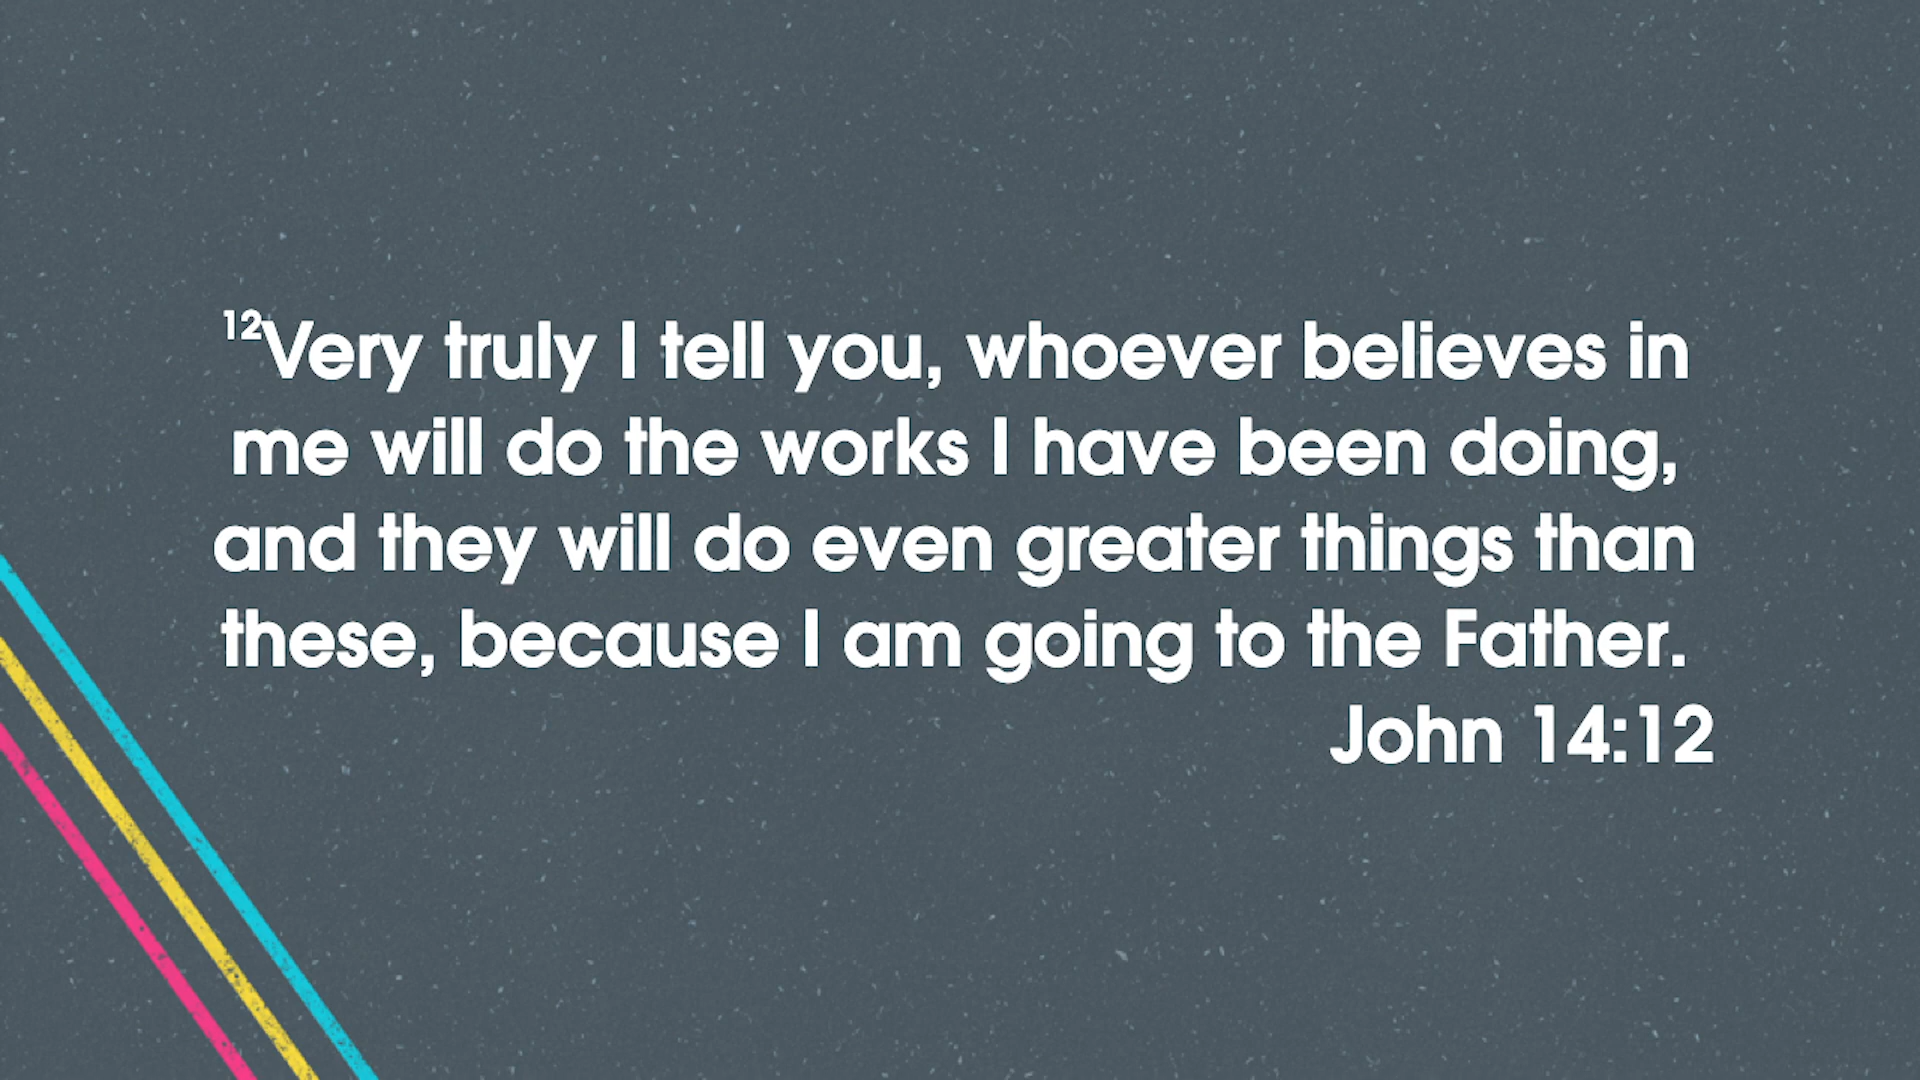 12Very truly I tell you, whoever believes in
me will do the works I have been doing,
and they will do even greater things than
these, because I am going to the Father.
John 14:12